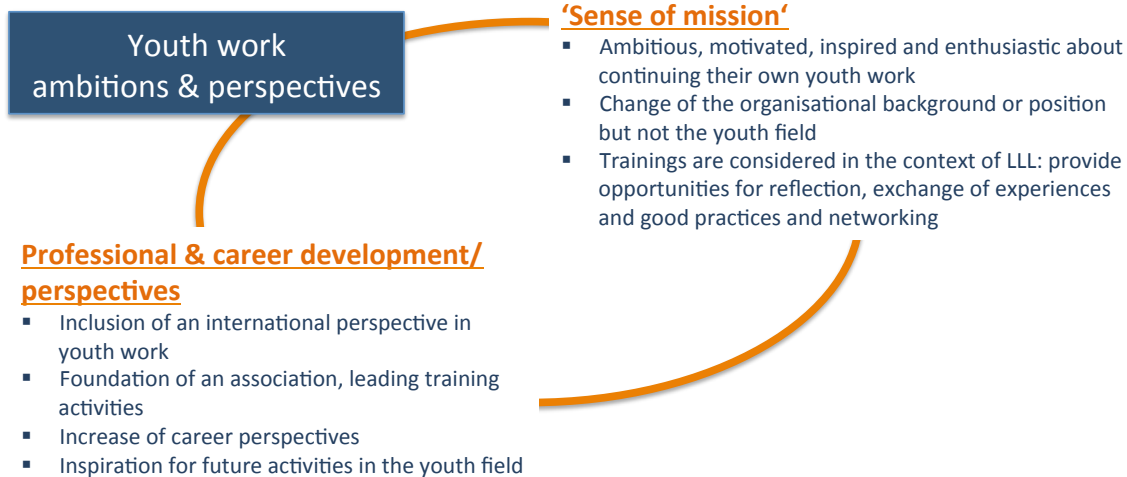 Youth work
ambitions & perspectives
‘Sense of mission‘
▪ Ambitious, motivated, inspired and enthusiastic about
continuing their own youth work
▪ Change of the organisational background or position
but not the youth field
▪ Trainings are considered in the context of LLL: provide
opportunities for reflection, exchange of experiences
and good practices and networking
Professional & career development/
perspectives
▪ Inclusion of an international perspective in
youth work
▪ Foundation of an association, leading training
activities
▪ Increase of career perspectives
▪ Inspiration for future activities in the youth field